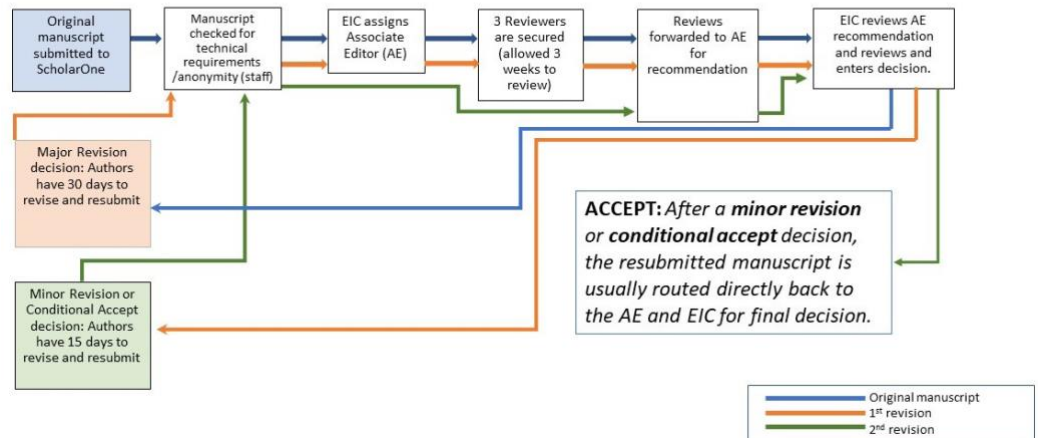 Original
manuscript
submitted to
ScholarOne
Manuscript
checked for
technical
requirements
/anonymity (staff)
EIC assigns
Associate
Editor (AE)
3 Reviewers
are secured
(allowed 3
weeks to
review)
Reviews
forwarded to AE
for
recommendation
EIC reviews AE
recommendation
and reviews and
enters decision.
Major Revision
decision: Authors
have 30 days to
revise and resubmit
ACCEPT: After a minor revision
or conditional accept decision,
the resubmitted manuscript is
usually routed directly back to
the AE and EIC for final decision.
Minor Revision or
Conditional Accept
decision: Authors
have 15 days to
revise and resubmit
Original manuscript
1st revision
2nd revision